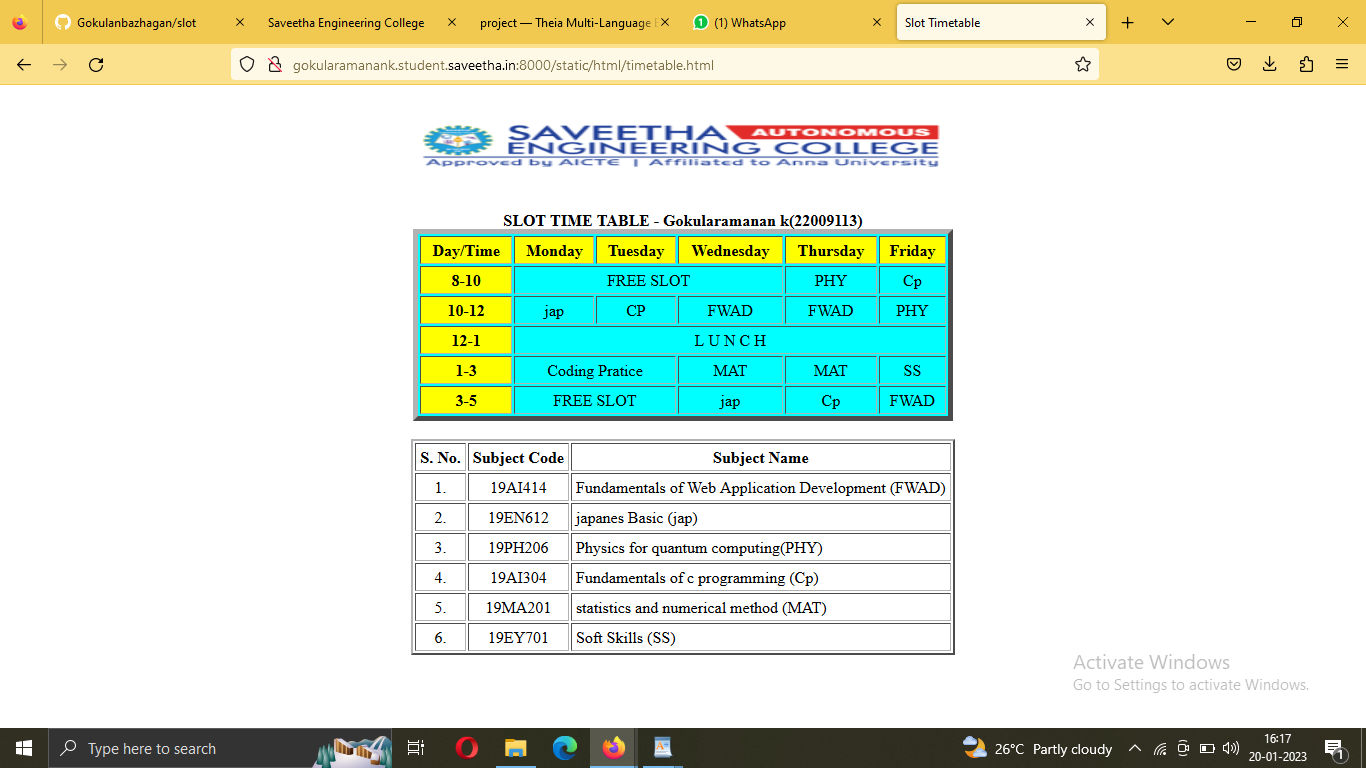 Gokulanbazhagan/slot
Saveetha Engineering College
project — Theia Multi-Language
(1) WhatsApp
Slot Timetable
gokularamanank.student.saveetha.in:8000/static/html/timetable.html
SAVEETHA AUTONOMOUS
ENGINEERING COLLEGE
Approved by AICTE | Affiliated to Anna University
SLOT TIME TABLE - Gokularamanan k(22009113)
Day/Time Monday Tuesday Wednesday Thursday Friday
8-10 FREE SLOT PHY Cp
10-12 jap CP FWAD FWAD PHY
12-1 L U N C H
1-3 Coding Pratice MAT MAT SS
3-5 FREE SLOT jap Cp FWAD
S. No. Subject Code Subject Name
1. 19AI414 Fundamentals of Web Application Development (FWAD)
2. 19EN612 japanes Basic (jap)
3. 19PH206 Physics for quantum computing(PHY)
4. 19AI304 Fundamentals of c programming (Cp)
5. 19MA201 statistics and numerical method (MAT)
6. 19EY701 Soft Skills (SS)
Activate Windows
Go to Settings to activate Windows.
Type here to search
26°C Partly cloudy
16:17
20-01-2023
1